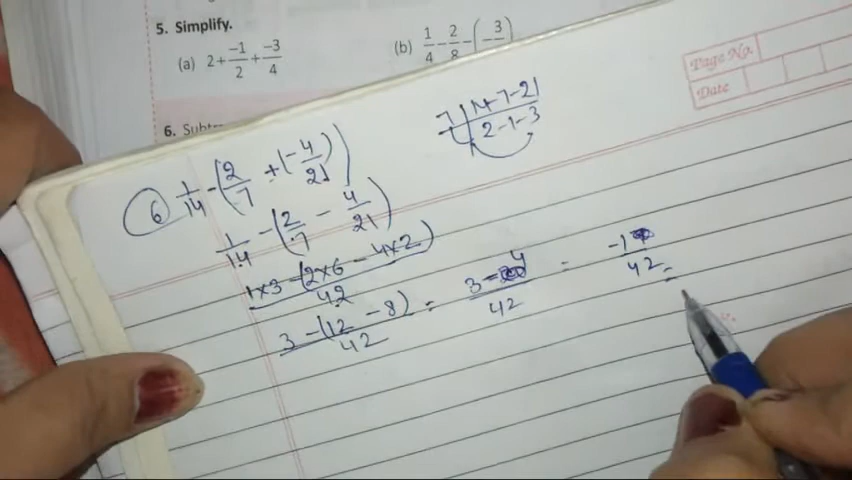 5. Simplify.
(a) 2 + -1/2 + -3/4
(b) 1/4 - 2/8 - (- 3/
6. Subt
Page No.
Date
7 | 14-7-21
2-1-3
6 1/14 - (2/7 + (-4/21))
1/14 - (2/7 - 4/21)
1×3 - (2×6 - 4×2)/42
3 - (12 - 8)/42 = 3 - 4/42 = -1/42 =